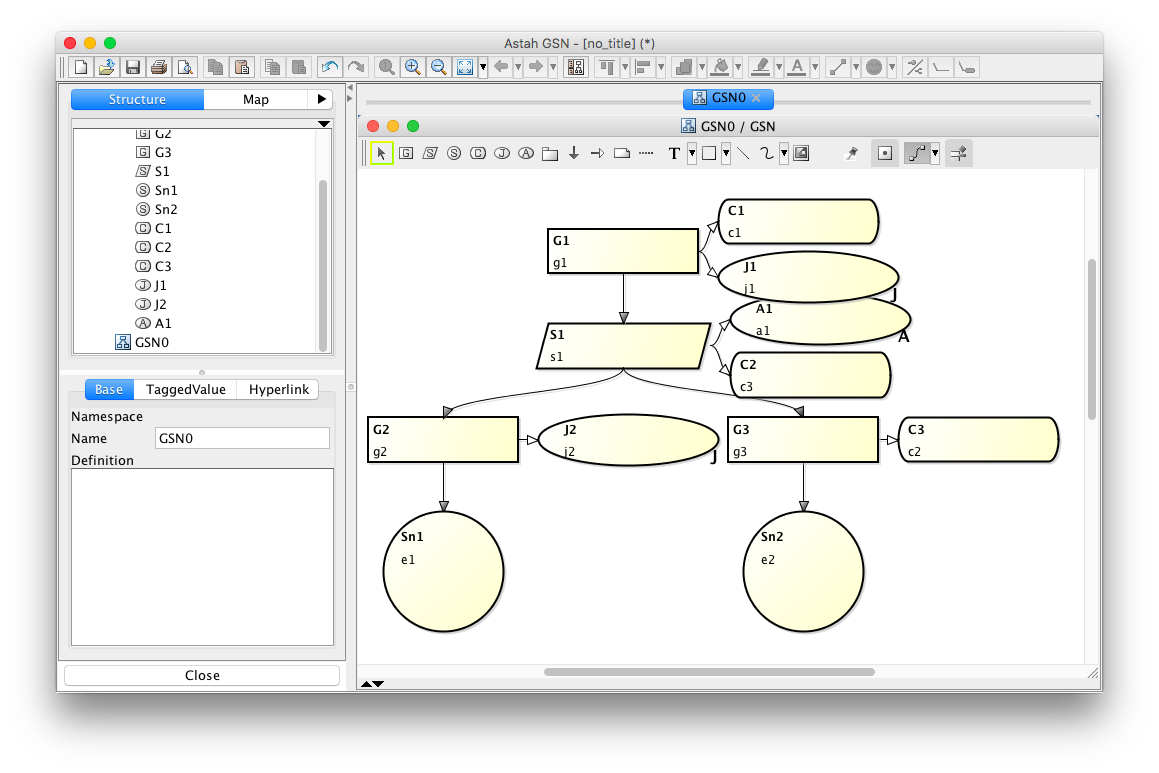 Astah GSN - [no_title] (*)
Structure
Map
G2
G3
S1
Sn1
Sn2
C1
C2
C3
J1
J2
A1
GSN0
Base
TaggedValue
Hyperlink
Namespace
Name
GSN0
Definition
Close
GSN0
GSN0 / GSN
T
G1
g1
C1
c1
J1
j1
J
A1
a1
A
S1
s1
C2
c3
G2
g2
J2
j2
J
G3
g3
C3
c2
Sn1
e1
Sn2
e2